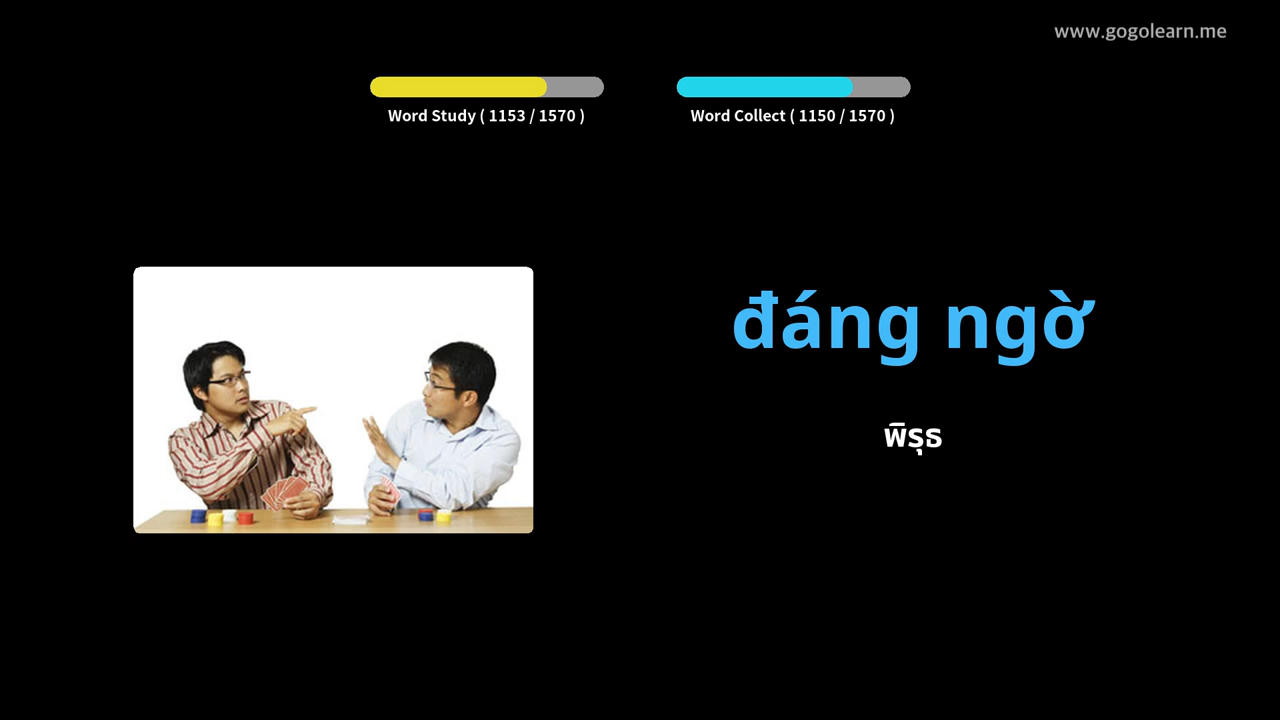 www.gogolearn.me
Word Study ( 1153 / 1570 )
Word Collect ( 1150 / 1570 )
đáng ngờ
พิรุธ